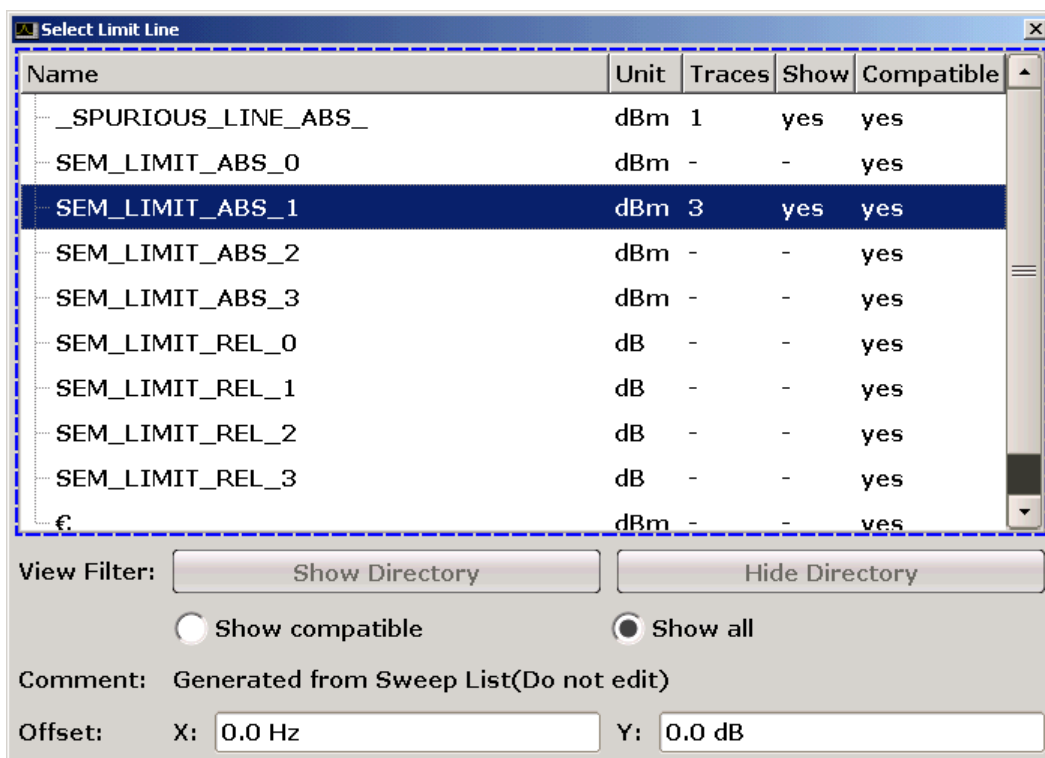 Select Limit Line
Name Unit Traces Show Compatible
_SPURIOUS_LINE_ABS_ dBm 1 yes yes
SEM_LIMIT_ABS_0 dBm - - yes
SEM_LIMIT_ABS_1 dBm 3 yes yes
SEM_LIMIT_ABS_2 dBm - - yes
SEM_LIMIT_ABS_3 dBm - - yes
SEM_LIMIT_REL_0 dB - - yes
SEM_LIMIT_REL_1 dB - - yes
SEM_LIMIT_REL_2 dB - - yes
SEM_LIMIT_REL_3 dB - - yes
dBm - - yes
View Filter: Show Directory Hide Directory
Show compatible Show all
Comment: Generated from Sweep List(Do not edit)
Offset: X: 0.0 Hz Y: 0.0 dB